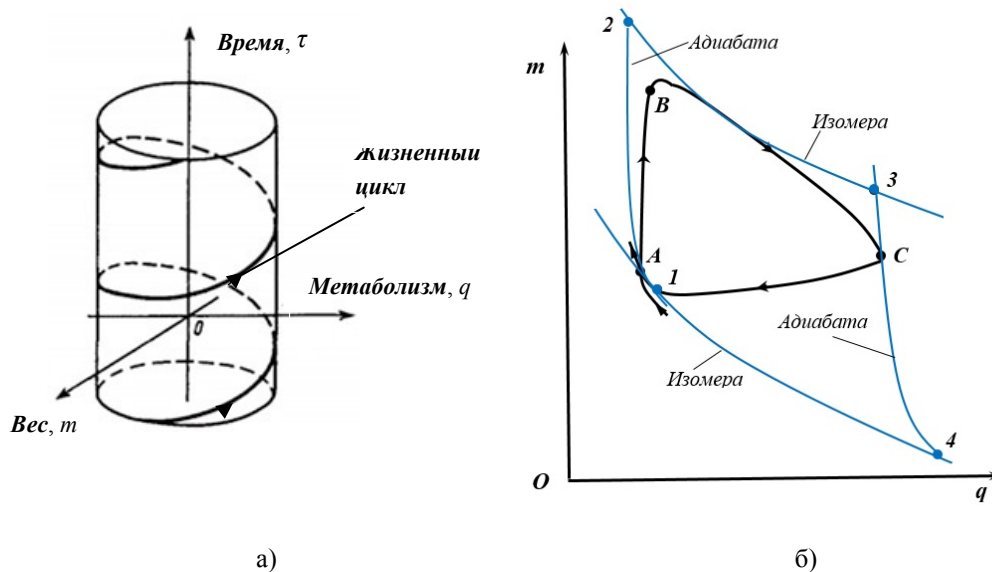 Время, τ
Жизненный
цикл
Метаболизм, q
0
Вес, m
а)
2
Адиабата
m
B
Изомера
3
A
1
C
Адиабата
Изомера
4
O
q
б)